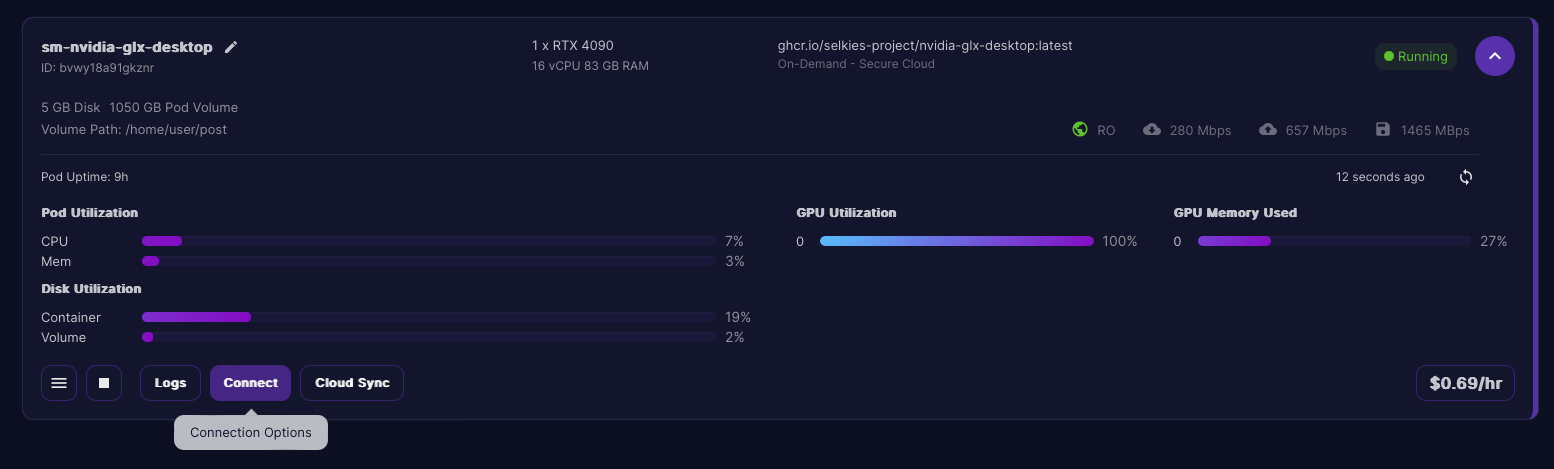 sm-nvidia-glx-desktop
ID: bvwy18a91gkznr
1 x RTX 4090
16 vCPU 83 GB RAM
ghcr.io/selkies-project/nvidia-glx-desktop:latest
On-Demand - Secure Cloud
Running
5 GB Disk 1050 GB Pod Volume
Volume Path: /home/user/post
RO 280 Mbps 657 Mbps 1465 MBps
Pod Uptime: 9h
12 seconds ago
Pod Utilization
CPU 7%
Mem 3%
Disk Utilization
Container 19%
Volume 2%
GPU Utilization
0 100%
GPU Memory Used
0 27%
Logs Connect Cloud Sync
$0.69/hr
Connection Options